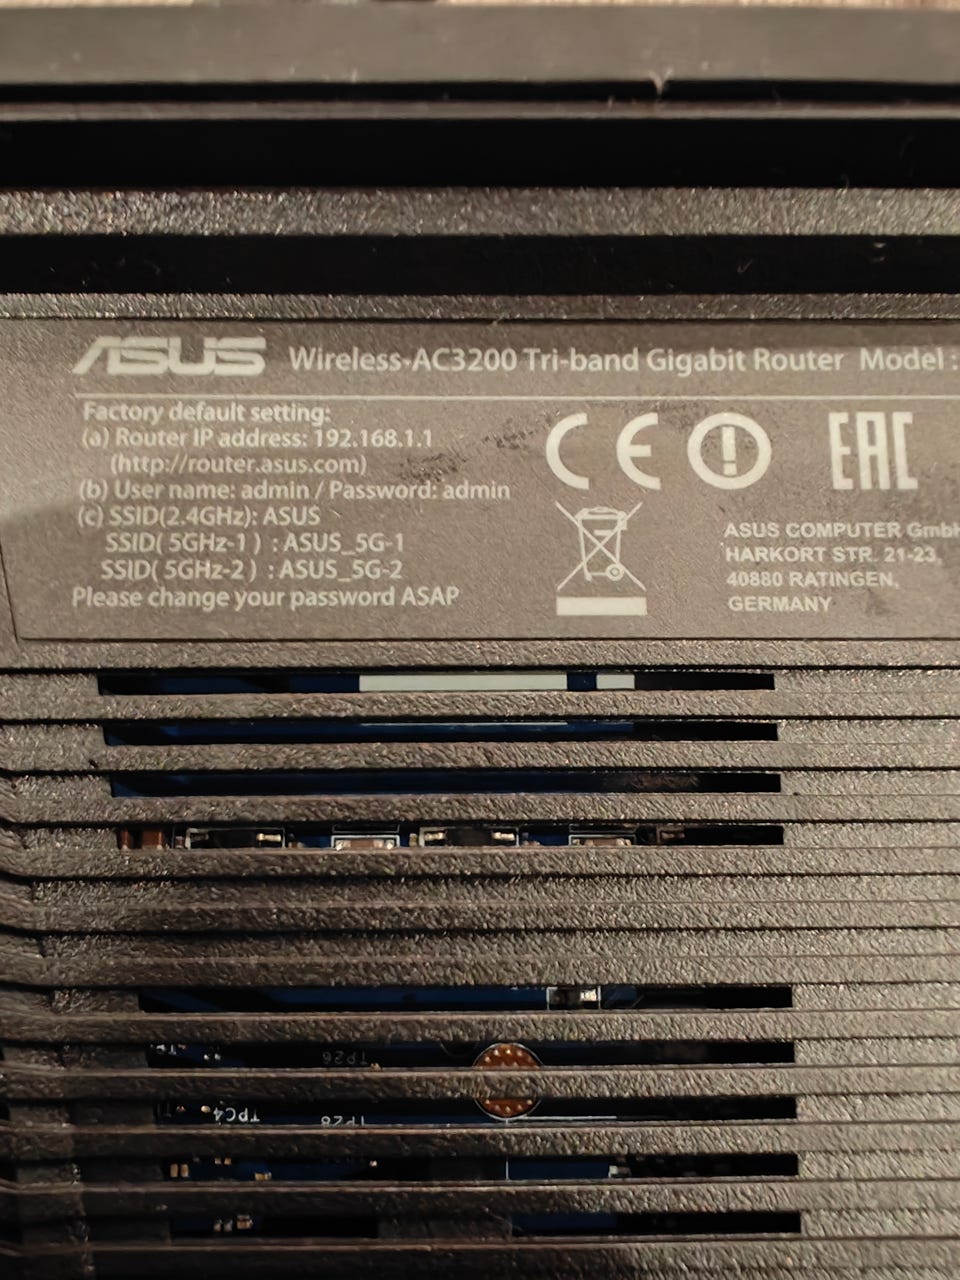 ASUS Wireless-AC3200 Tri-band Gigabit Router Model :
Factory default setting:
(a) Router IP address: 192.168.1.1
(http://router.asus.com)
(b) User name: admin / Password: admin
(c) SSID(2.4GHz): ASUS
SSID( 5GHz-1 ) : ASUS_5G-1
SSID( 5GHz-2 ) : ASUS_5G-2
Please change your password ASAP
CE
EAC
ASUS COMPUTER GmbH
HARKORT STR. 21-23,
40880 RATINGEN,
GERMANY
TP26
TPC4
TP28